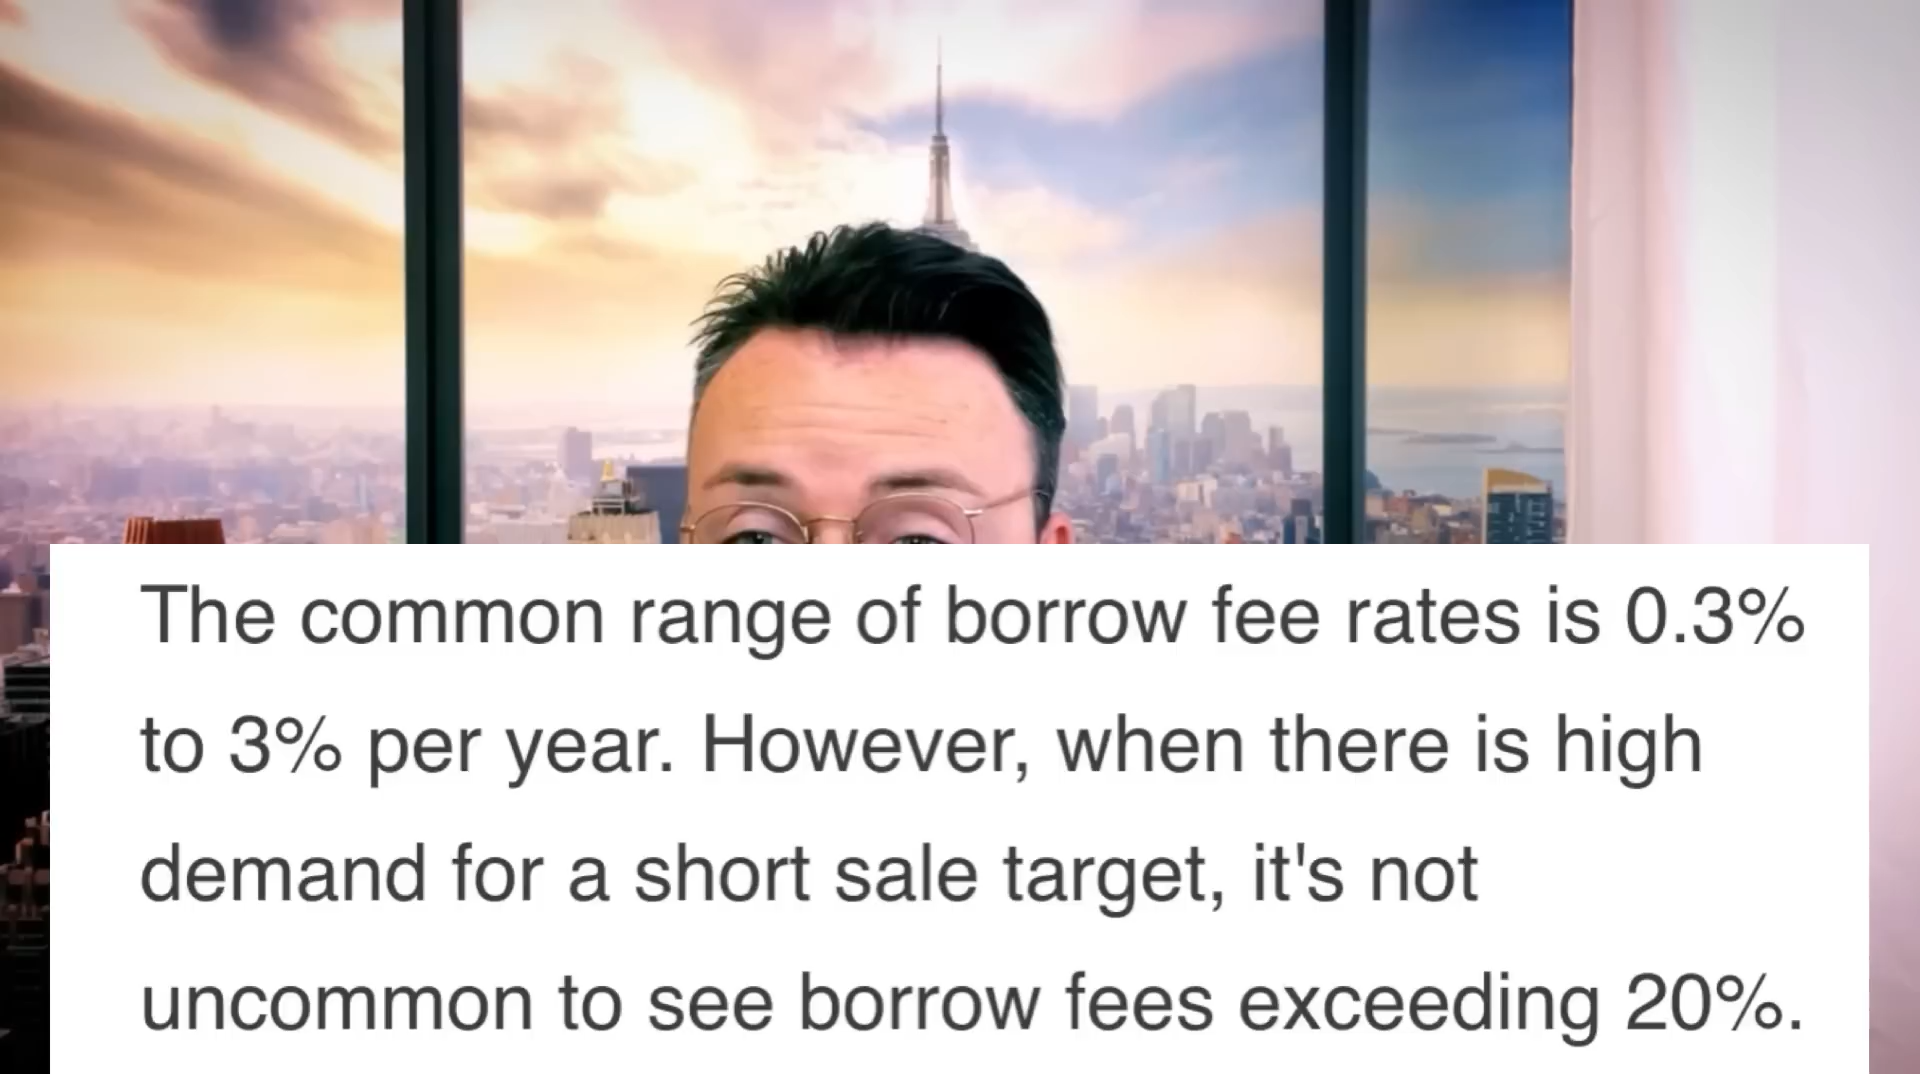 The common range of borrow fee rates is 0.3%
to 3% per year. However, when there is high
demand for a short sale target, it's not
uncommon to see borrow fees exceeding 20%.